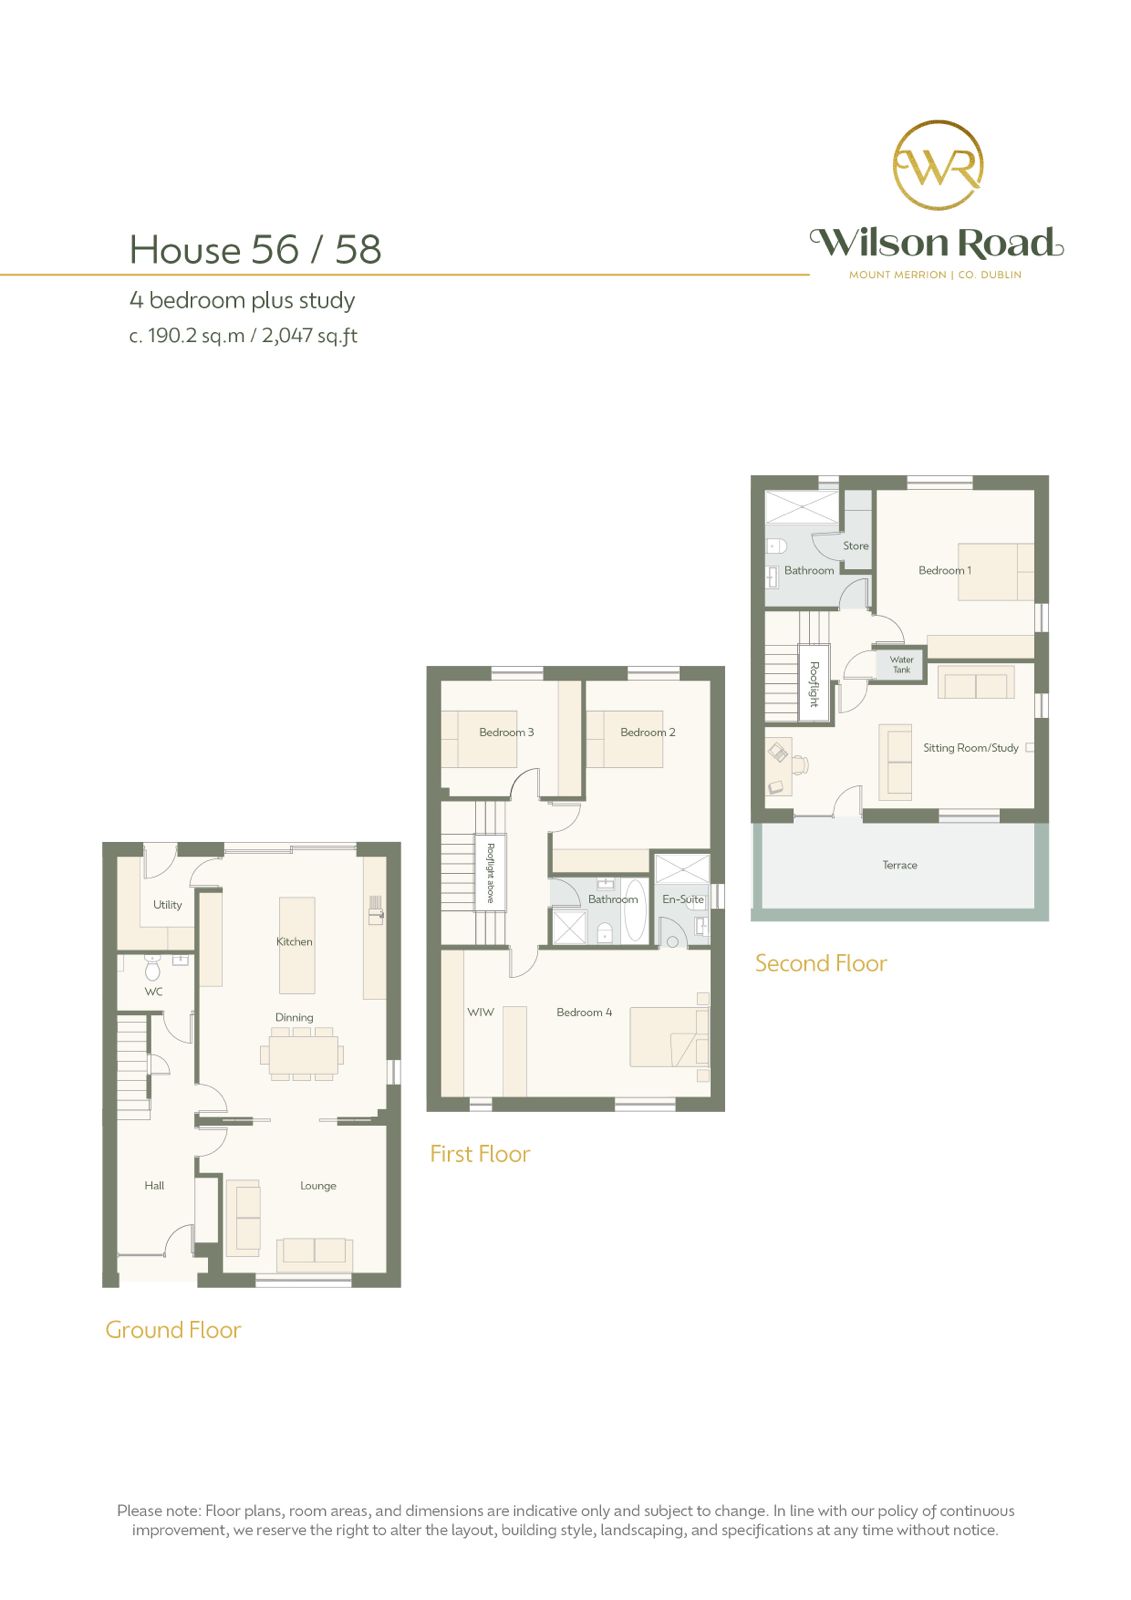 WR
Wilson Road
MOUNT MERRION | CO. DUBLIN
House 56 / 58
4 bedroom plus study
c. 190.2 sq.m / 2,047 sq.ft
Store
Bathroom
Bedroom 1
Water
Tank
Rooflight
Sitting Room/Study
Terrace
Second Floor
Bedroom 3
Bedroom 2
Rooflight above
Bathroom
En-Suite
WIW
Bedroom 4
First Floor
Utility
Kitchen
WC
Dinning
Hall
Lounge
Ground Floor
Please note: Floor plans, room areas, and dimensions are indicative only and subject to change. In line with our policy of continuous
improvement, we reserve the right to alter the layout, building style, landscaping, and specifications at any time without notice.